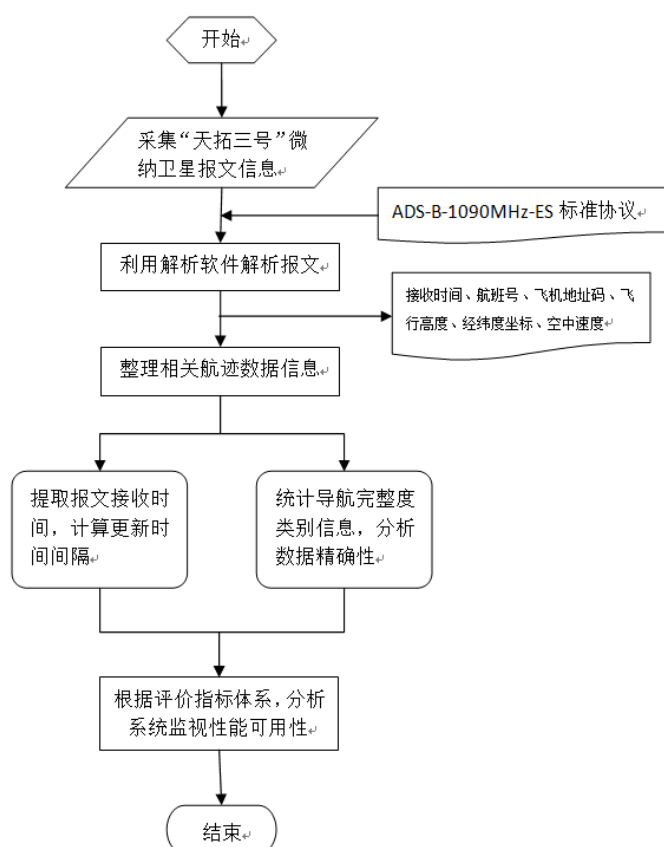 开始
采集“天拓三号”微
纳卫星报文信息
ADS-B-1090MHz-ES 标准协议
利用解析软件解析报文
接收时间、航班号、飞机地址码、飞
行高度、经纬度坐标、空中速度
整理相关航迹数据信息
提取报文接收时
间，计算更新时
间间隔
统计导航完整度
类别信息，分析
数据精确性
根据评价指标体系，分析
系统监视性能可用性
结束